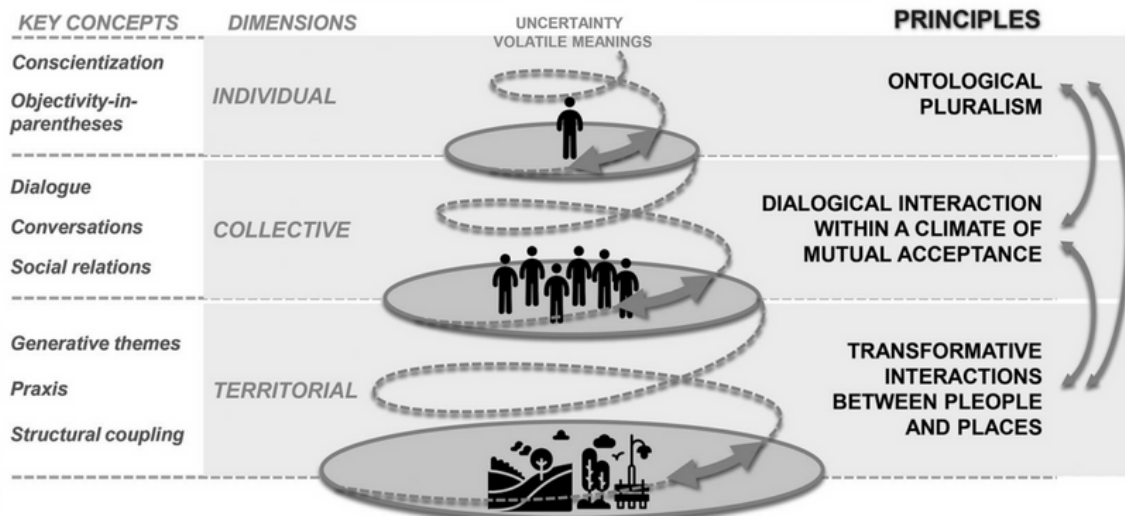 KEY CONCEPTS
DIMENSIONS
UNCERTAINTY
VOLATILE MEANINGS
PRINCIPLES
Conscientization
Objectivity-in-
parentheses
INDIVIDUAL
ONTOLOGICAL
PLURALISM
Dialogue
Conversations
Social relations
COLLECTIVE
DIALOGICAL INTERACTION
WITHIN A CLIMATE OF
MUTUAL ACCEPTANCE
Generative themes
Praxis
Structural coupling
TERRITORIAL
TRANSFORMATIVE
INTERACTIONS
BETWEEN PLEOPLE
AND PLACES